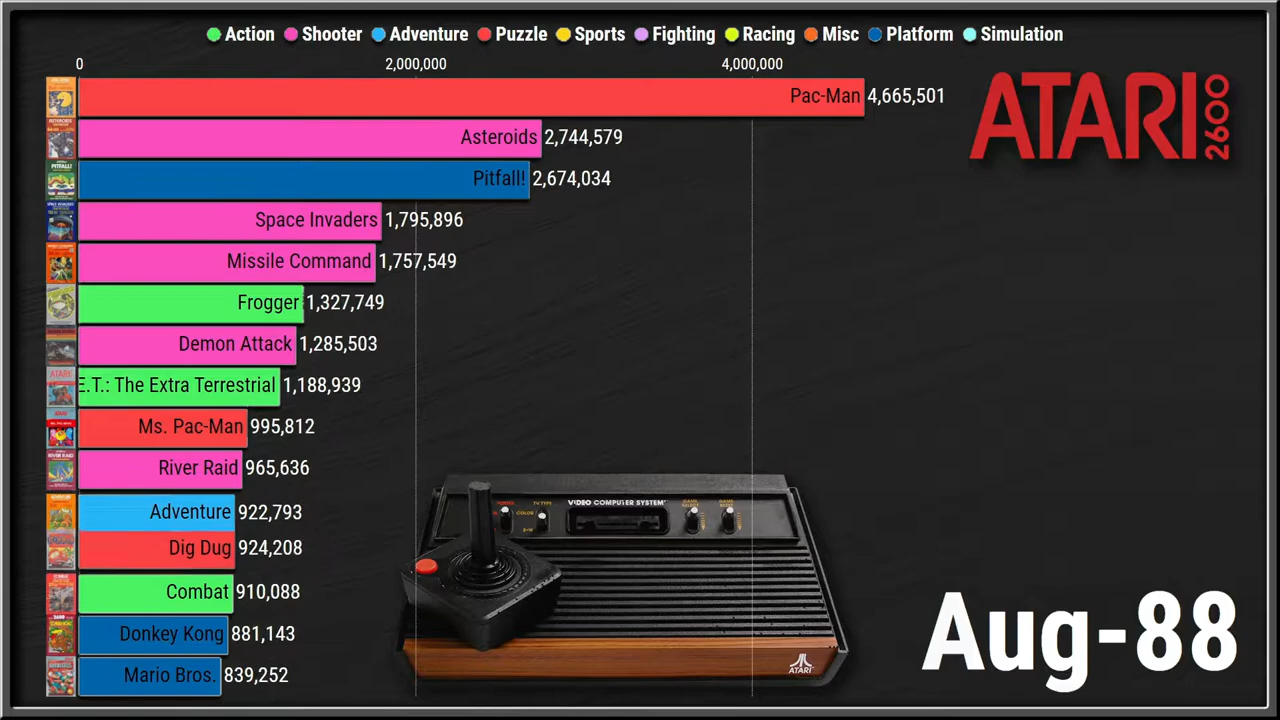 Action Shooter Adventure Puzzle Sports Fighting Racing Misc Platform Simulation
0 2,000,000 4,000,000
ATARI 2600
Pac-Man 4,665,501
Asteroids 2,744,579
Pitfall! 2,674,034
Space Invaders 1,795,896
Missile Command 1,757,549
Frogger 1,327,749
Demon Attack 1,285,503
E.T.: The Extra Terrestrial 1,188,939
Ms. Pac-Man 995,812
River Raid 965,636
Adventure 922,793
Dig Dug 924,208
Combat 910,088
Donkey Kong 881,143
Mario Bros. 839,252
TV TYPE VIDEO COMPUTER SYSTEM
COLOR
B-W
ATARI
Aug-88